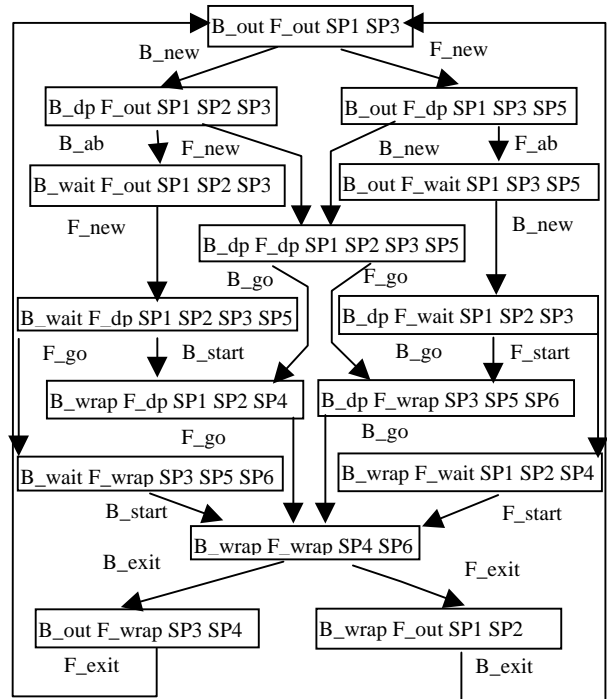 B_out F_out SP1 SP3
B_new
F_new
B_dp F_out SP1 SP2 SP3
B_out F_dp SP1 SP3 SP5
B_ab
F_new
B_new
F_ab
B_wait F_out SP1 SP2 SP3
B_out F_wait SP1 SP3 SP5
F_new
B_new
B_dp F_dp SP1 SP2 SP3 SP5
B_go
F_go
B_wait F_dp SP1 SP2 SP3 SP5
B_dp F_wait SP1 SP2 SP3
F_go
B_start
B_go
F_start
B_wrap F_dp SP1 SP2 SP4
B_dp F_wrap SP3 SP5 SP6
F_go
B_go
B_wait F_wrap SP3 SP5 SP6
B_wrap F_wait SP1 SP2 SP4
B_start
F_start
B_wrap F_wrap SP4 SP6
B_exit
F_exit
B_out F_wrap SP3 SP4
B_wrap F_out SP1 SP2
F_exit
B_exit